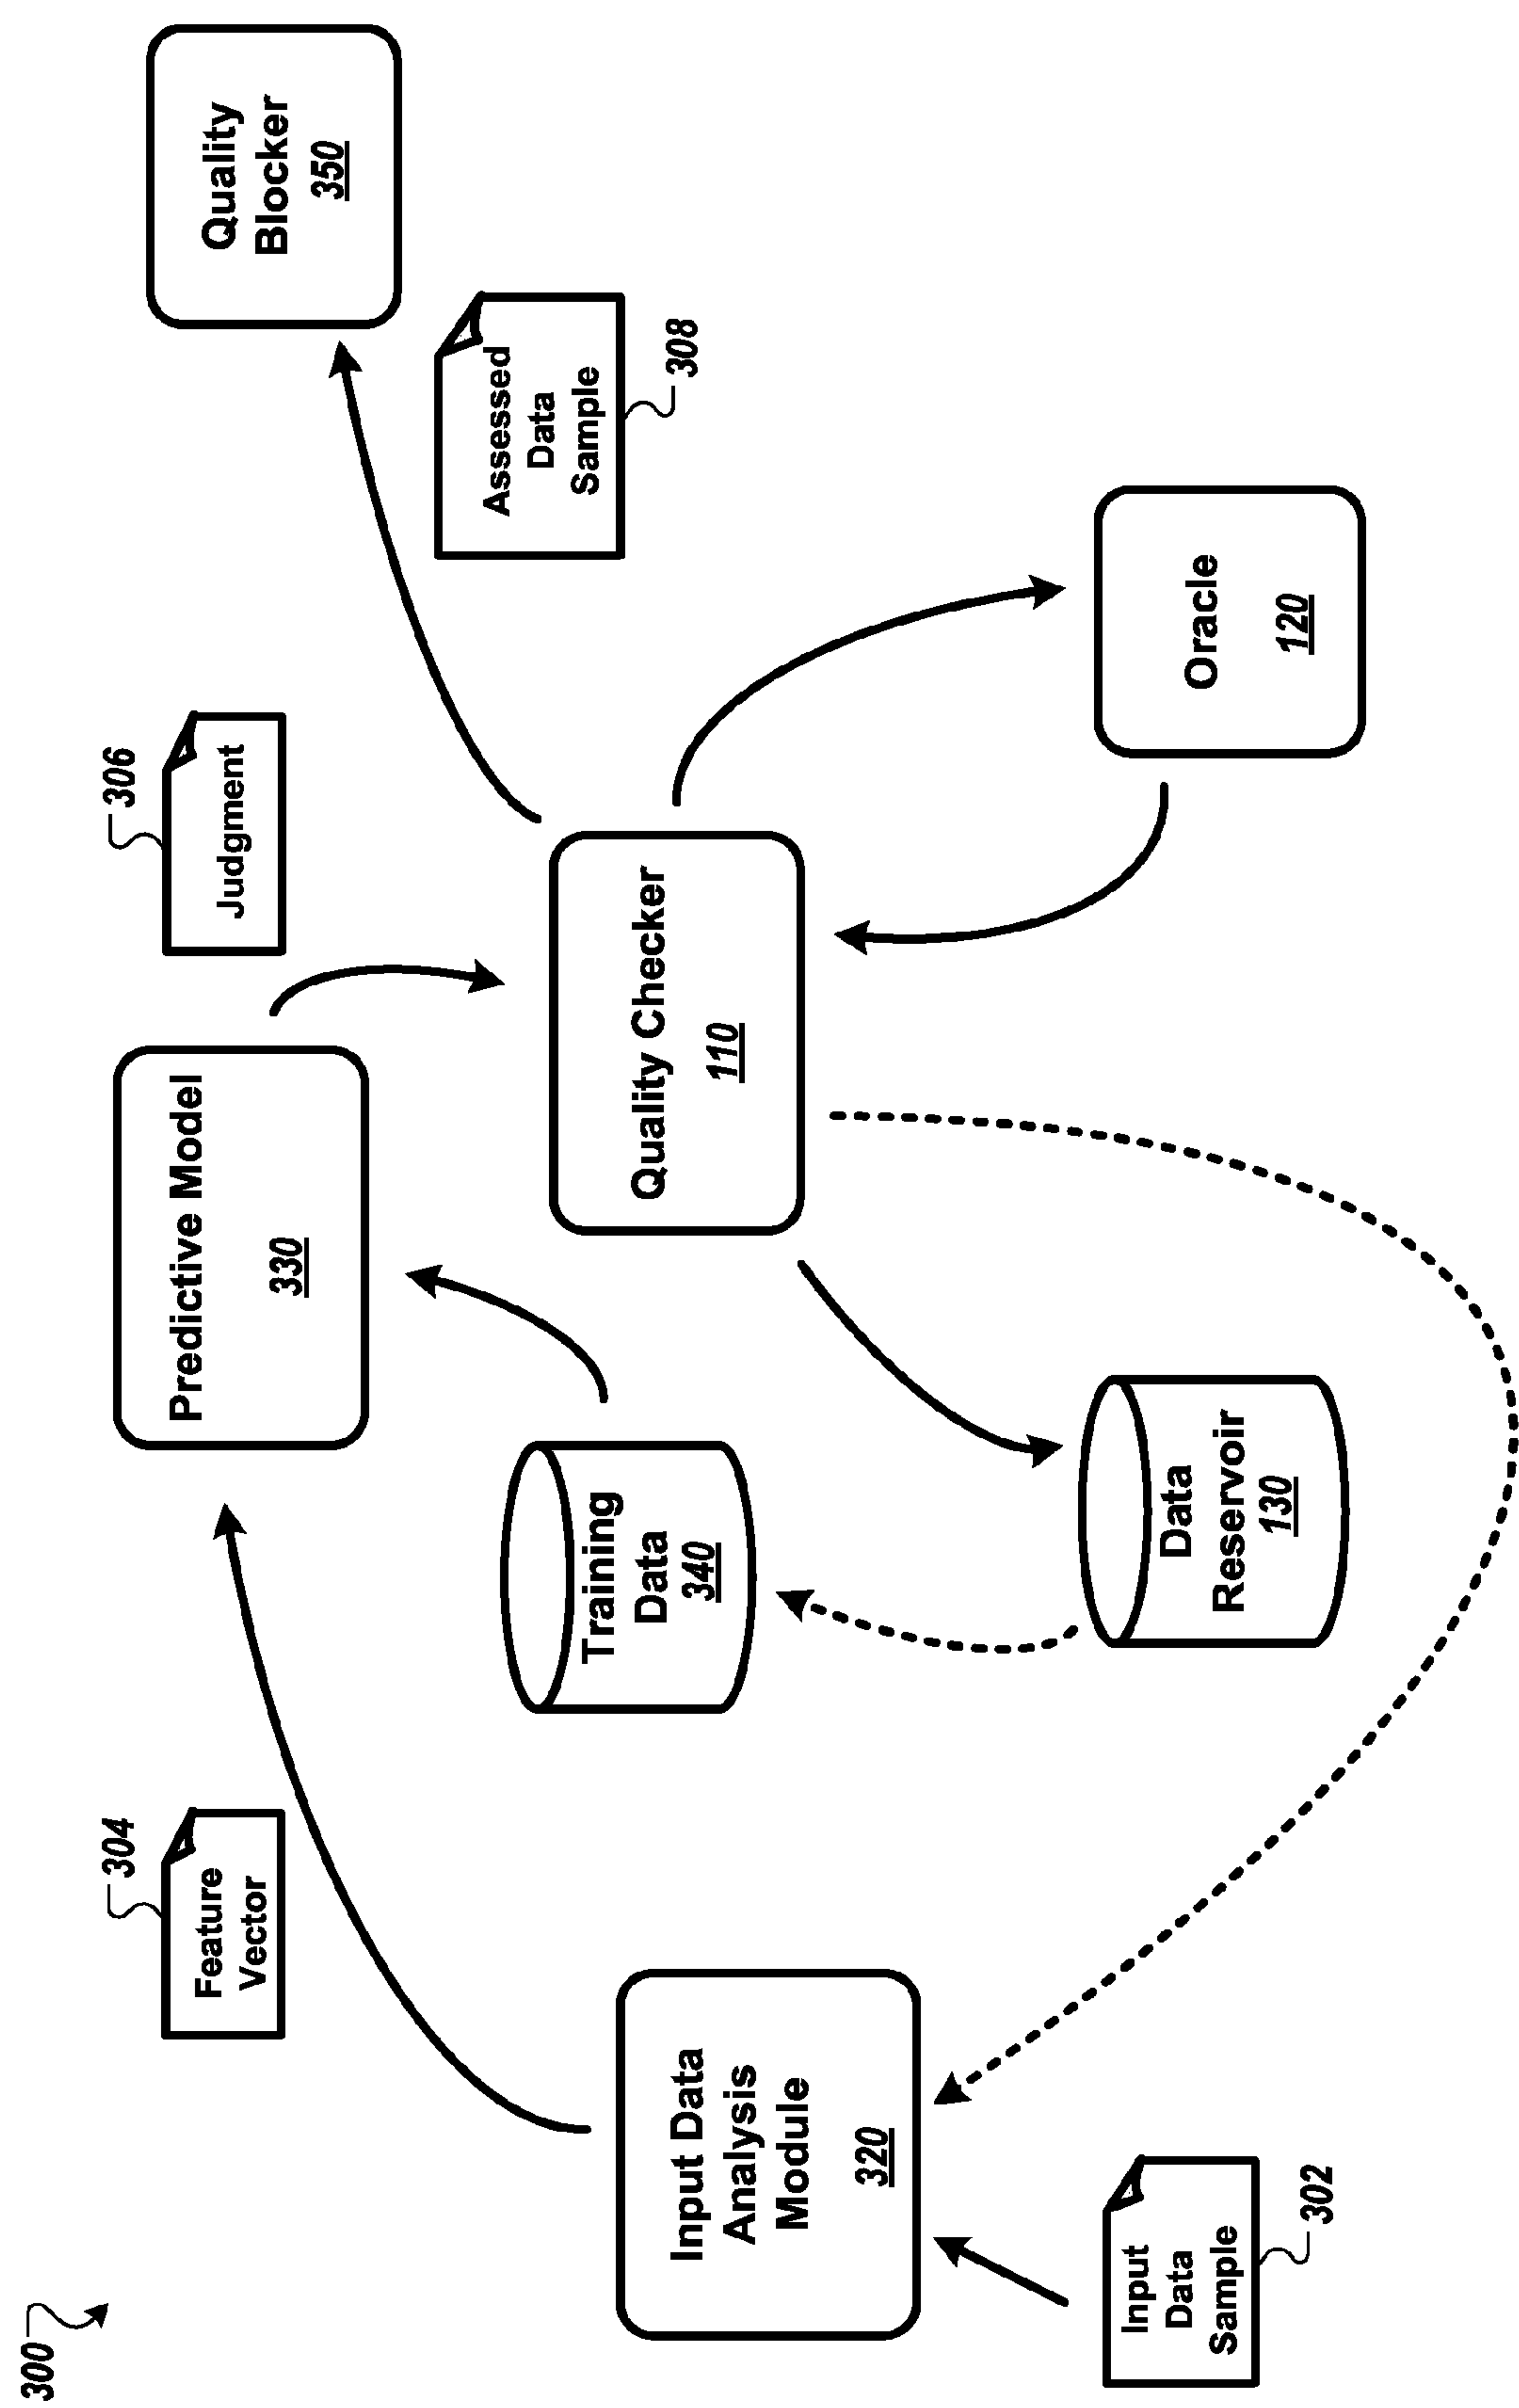 300
Input
Data
Sample
302
Input Data
Analysis
Module
320
Feature
Vector
304
Training
Data
340
Predictive Model
330
Data
Reservoir
130
Judgment
306
Quality Checker
110
Oracle
120
Assessed
Data
Sample
308
Quality
Blocker
350